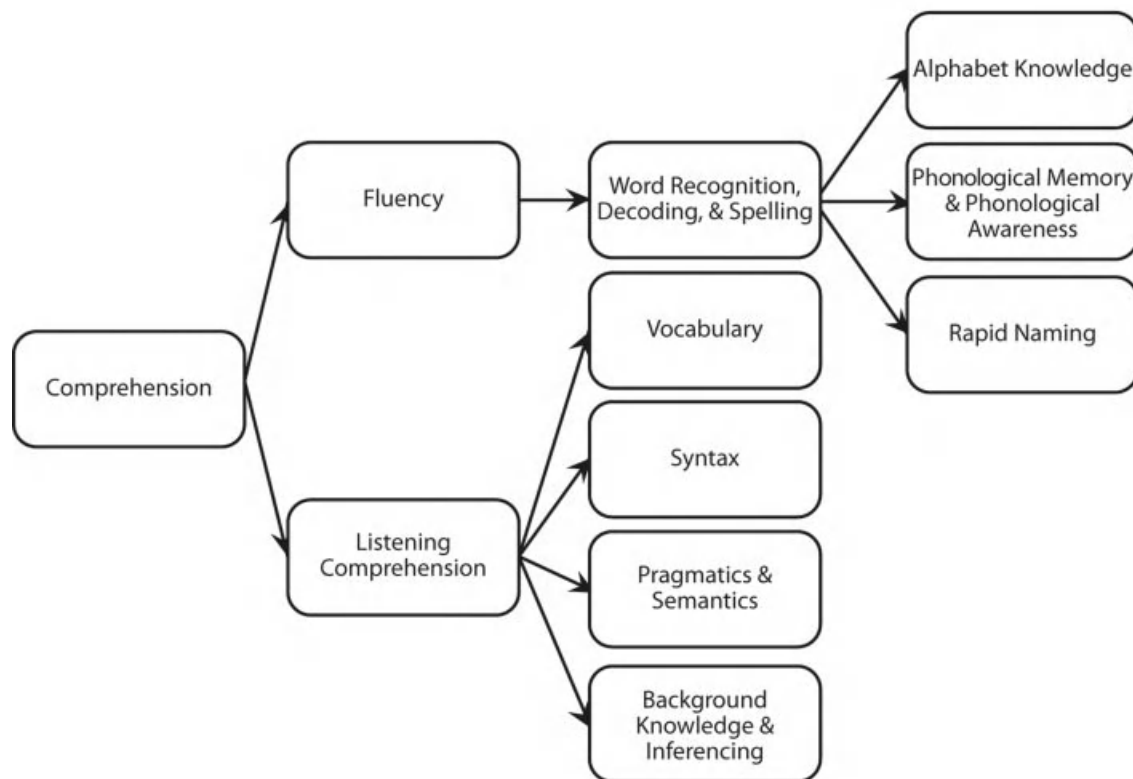 Alphabet Knowledge
Fluency
Word Recognition,
Decoding, & Spelling
Phonological Memory
& Phonological
Awareness
Vocabulary
Rapid Naming
Comprehension
Syntax
Listening
Comprehension
Pragmatics &
Semantics
Background
Knowledge &
Inferencing